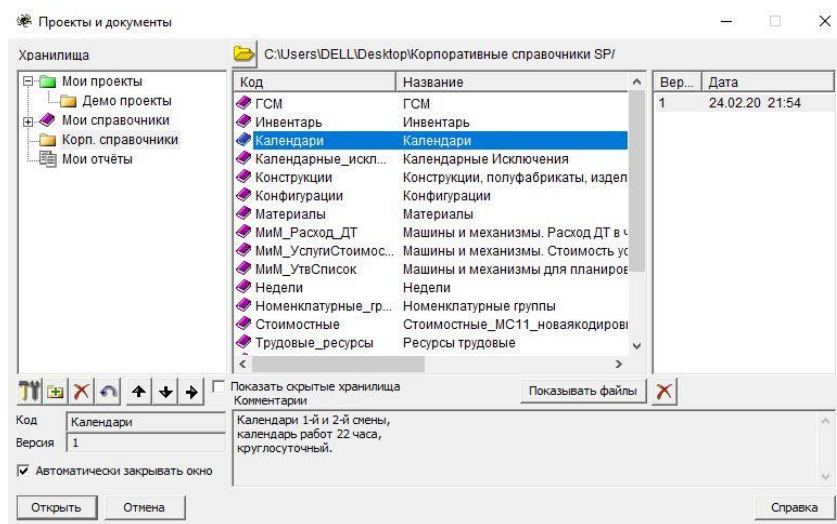 Проекты и документы
Хранилища
C:\Users\DELL\Desktop\Корпоративные справочники SP/
Мои проекты
Демо проекты
Мои справочники
Корп. справочники
Мои отчёты
Код Название
ГСМ ГСМ
Инвентарь Инвентарь
Календари Календари
Календарные_искл... Календарные Исключения
Конструкции Конструкции, полуфабрикаты, издел
Конфигурации Конфигурации
Материалы Материалы
МиМ_Расход_ДТ Машины и механизмы. Расход ДТ в ч
МиМ_УслугиСтоимос... Машины и механизмы. Стоимость ус
МиМ_УтвСписок Машины и механизмы для планиров
Недели Недели
Номенклатурные_гр... Номенклатурные группы
Стоимостные Стоимостные_МС11_новаякодировк
Трудовые_ресурсы Ресурсы трудовые
Вер... Дата
1 24.02.20 21:54
Показать скрытые хранилища
Показывать файлы
Комментарии
Код Календари
Версия 1
Календари 1-й и 2-й смены,
календарь работ 22 часа,
круглосуточный.
Автоматически закрывать окно
Открыть Отмена Справка